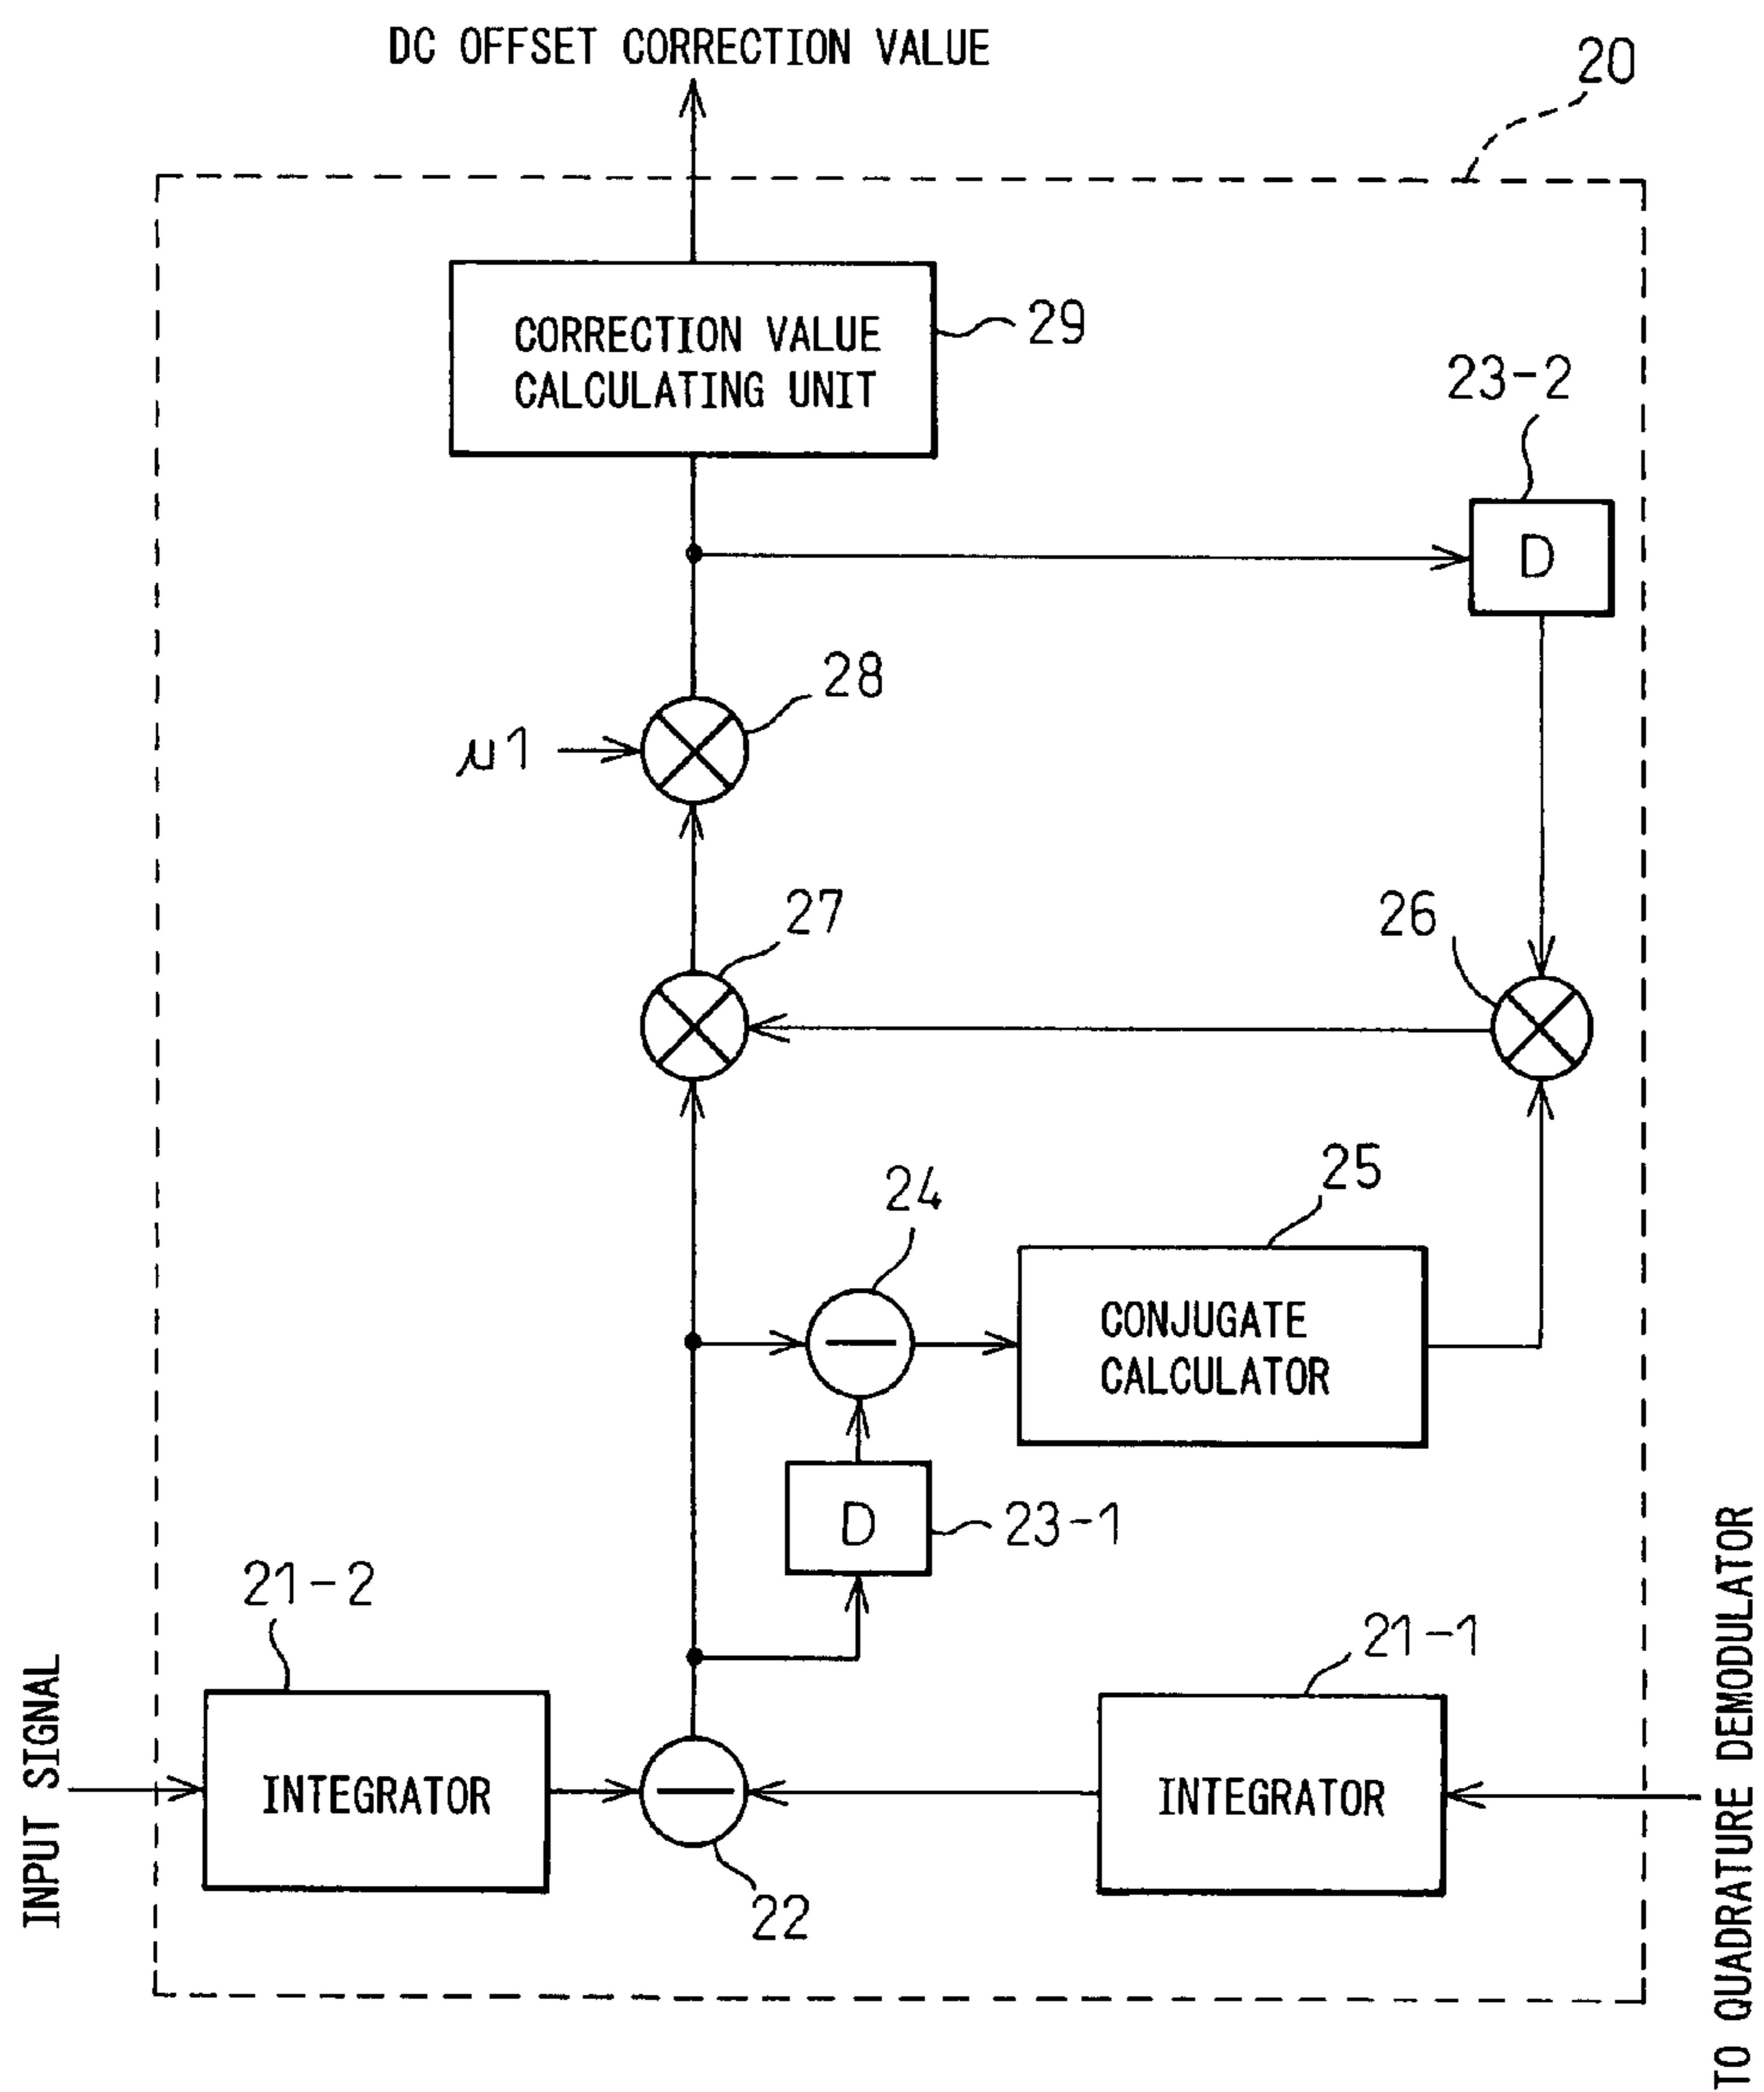 DC OFFSET CORRECTION VALUE
20
CORRECTION VALUE
CALCULATING UNIT
29
23-2
D
28
μ1
27
26
24
25
CONJUGATE
CALCULATOR
D
23-1
21-2
21-1
INPUT SIGNAL
INTEGRATOR
INTEGRATOR
22
TO QUADRATURE DEMODULATOR